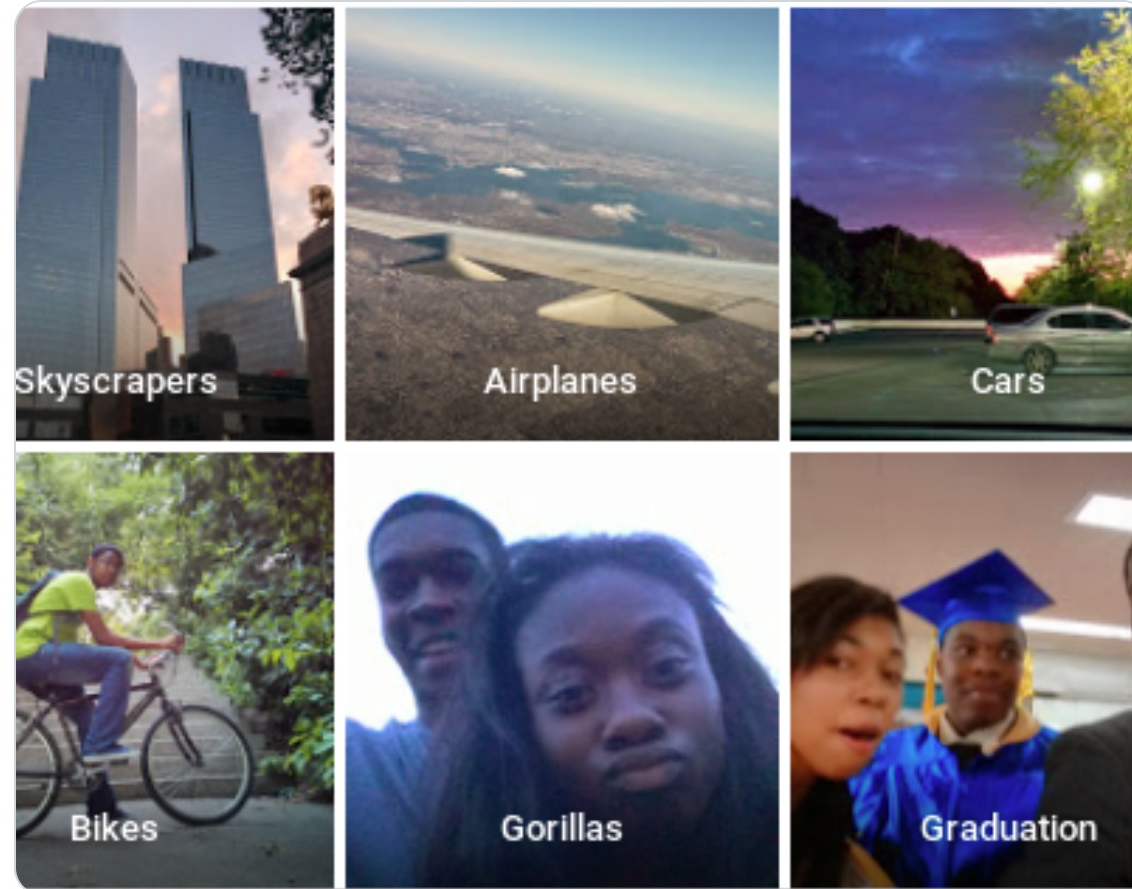 Skyscrapers
Airplanes
Cars
Bikes
Gorillas
Graduation